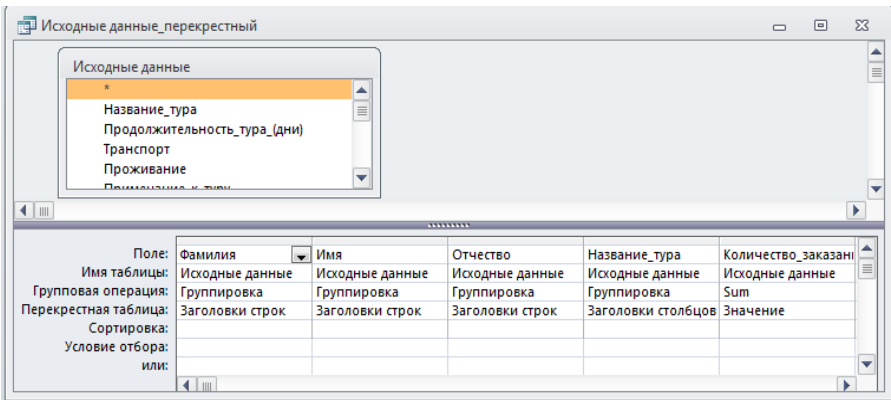 Исходные данные_перекрестный
Исходные данные
*
Название_тура
Продолжительность_тура_(дни)
Транспорт
Проживание
Примечание_к_туру
Поле: Фамилия Имя Отчество Название_тура Количество_заказан
Имя таблицы: Исходные данные Исходные данные Исходные данные Исходные данные Исходные данные
Групповая операция: Группировка Группировка Группировка Группировка Sum
Перекрестная таблица: Заголовки строк Заголовки строк Заголовки строк Заголовки столбцов Значение
Сортировка:
Условие отбора:
или: